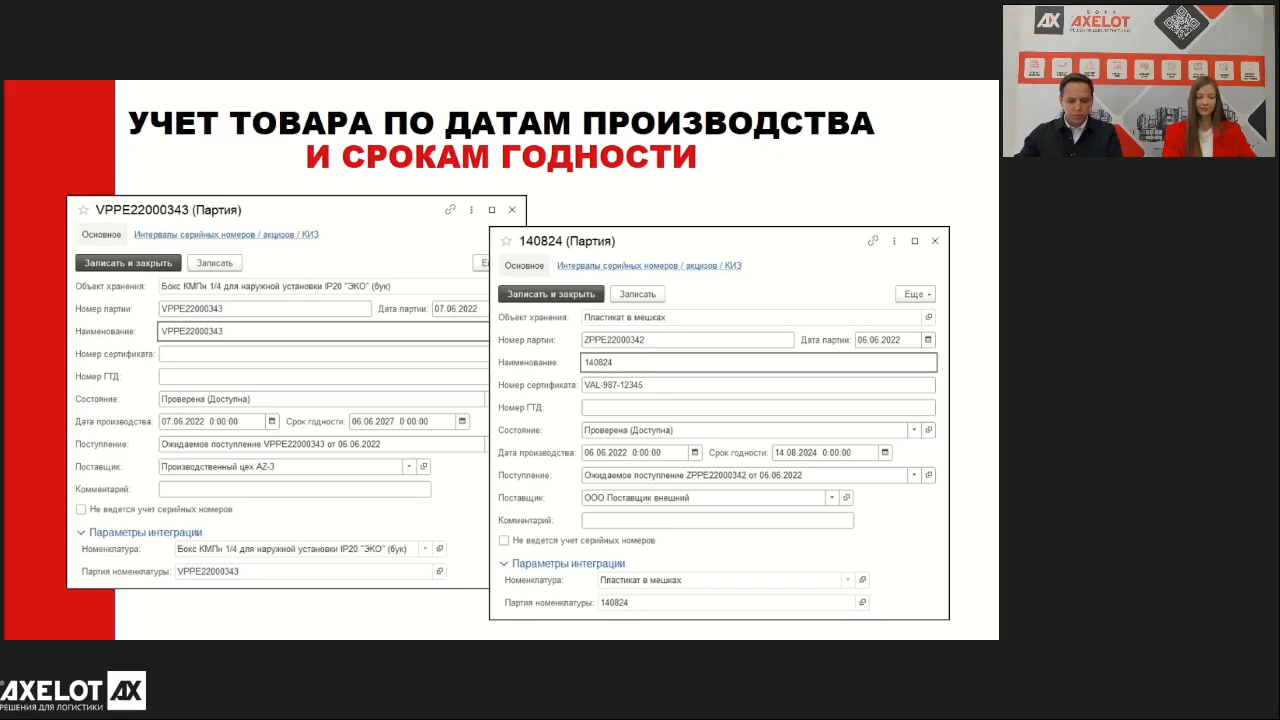 УЧЕТ ТОВАРА ПО ДАТАМ ПРОИЗВОДСТВА
И СРОКАМ ГОДНОСТИ
VPPE22000343 (Партия)
Основное Интервалы серийных номеров / акцизов / КИЗ
Записать и закрыть Записать
Объект хранения: Бокс КМПн 1/4 для наружной установки IP20 "ЭКО" (бук)
Номер партии: VPPE22000343 Дата партии: 07.06.2022
Наименование: VPPE22000343
Номер сертификата:
Номер ГТД:
Состояние: Проверена (Доступна)
Дата производства: 07.06.2022 0:00:00 Срок годности: 06.06.2027 0:00:00
Поступление: Ожидаемое поступление VPPE22000343 от 06.06.2022
Поставщик: Производственный цех AZ-3
Комментарий:
Не ведется учет серийных номеров
Параметры интеграции
Номенклатура: Бокс КМПн 1/4 для наружной установки IP20 "ЭКО" (бук)
Партия номенклатуры: VPPE22000343
140824 (Партия)
Основное Интервалы серийных номеров / акцизов / КИЗ
Записать и закрыть Записать Еще
Объект хранения: Пластикат в мешках
Номер партии: ZPPE22000342 Дата партии: 06.06.2022
Наименование: 140824
Номер сертификата: VAL-987-12345
Номер ГТД:
Состояние: Проверена (Доступна)
Дата производства: 06.06.2022 0:00:00 Срок годности: 14.08.2024 0:00:00
Поступление: Ожидаемое поступление ZPPE22000342 от 06.06.2022
Поставщик: ООО Поставщик внешний
Комментарий:
Не ведется учет серийных номеров
Параметры интеграции
Номенклатура: Пластикат в мешках
Партия номенклатуры: 140824
SOFT
AX AXELOT
AXELOT AX
РЕШЕНИЯ ДЛЯ ЛОГИСТИКИ